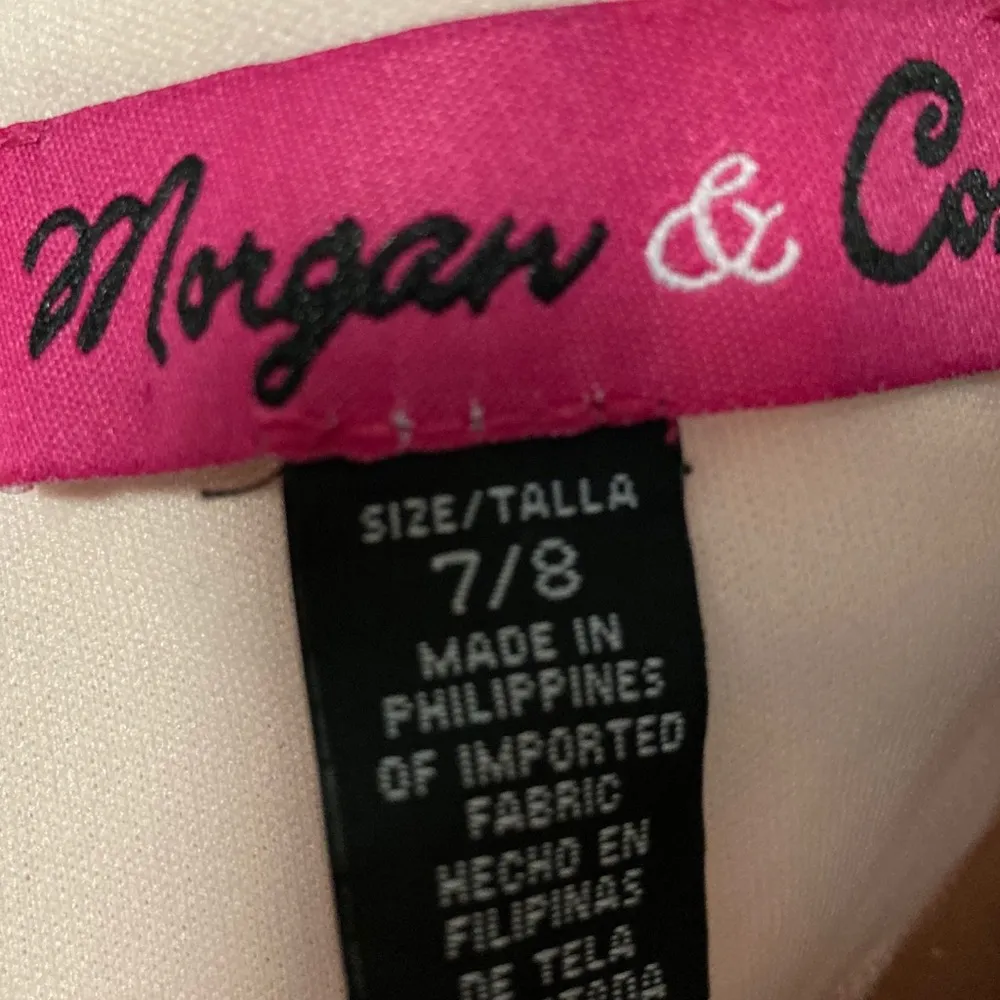 Morgan & Co
SIZE/TALLA
7/8
MADE IN
PHILIPPINES
OF IMPORTED
FABRIC
HECHO EN
FILIPINAS
DE TELA